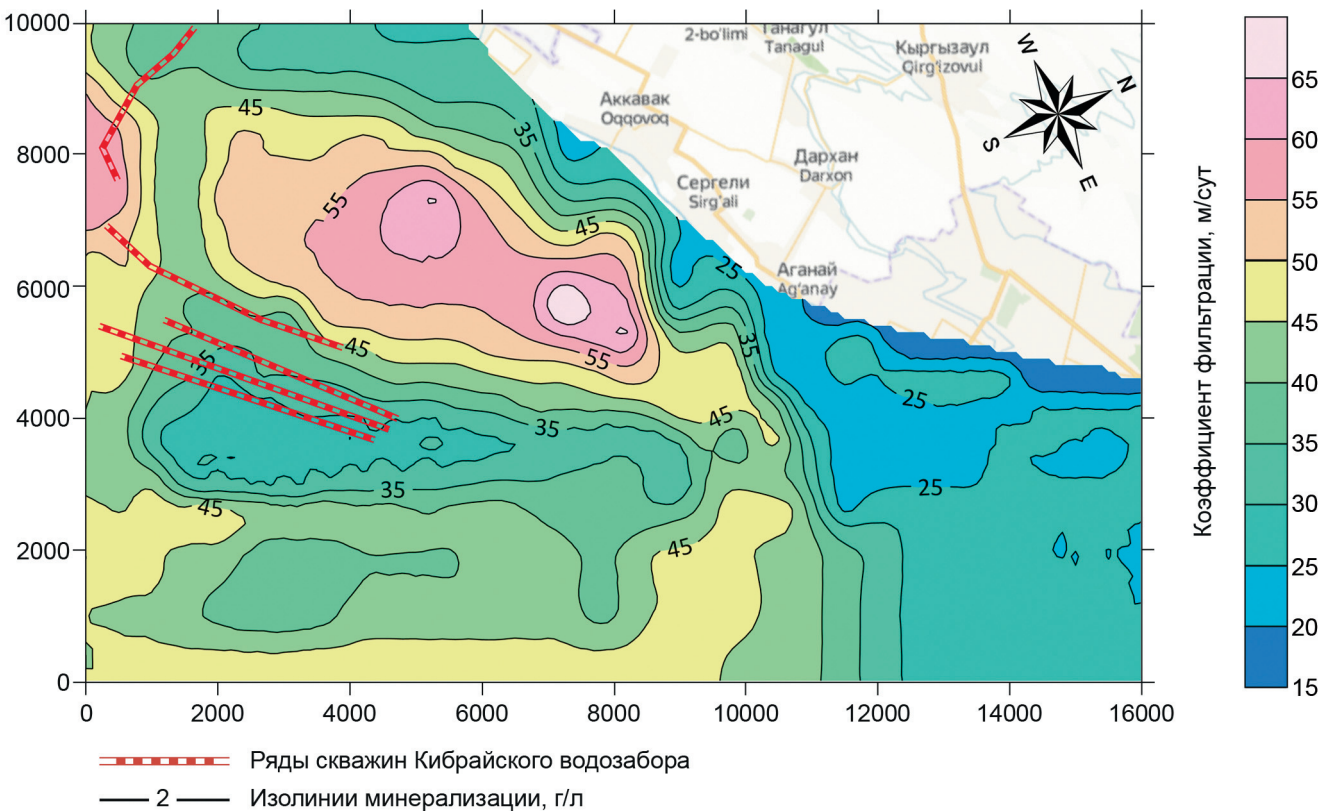 10000
8000
6000
4000
2000
0
0 2000 4000 6000 8000 10000 12000 14000 16000
2-bo'limi
Танагул
Tanagul
Кыргызаул
Qirg'izovul
Аккавак
Oqqovoq
Дархан
Darxon
Сергели
Sirg'ali
Аганай
Ag'anay
W
N
S
E
45
35
55
45
25
35
45
35
55
25
45
35
35
25
45
45
65
60
55
50
45
40
35
30
25
20
15
Коэффициент фильтрации, м/сут
Ряды скважин Кибрайского водозабора
2 Изолинии минерализации, г/л